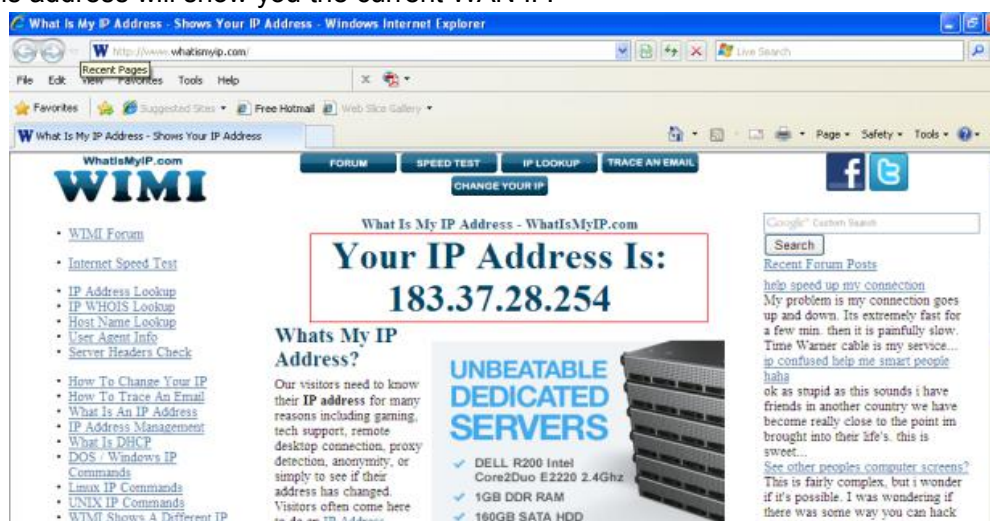 is address will show you the current WAN IP.
What Is My IP Address - Shows Your IP Address - Windows Internet Explorer
W http://www.whatismyip.com/
Live Search
Recent Pages
File Edit View Favorites Tools Help
Favorites Suggested Sites Free Hotmail Web Slice Gallery
W What Is My IP Address - Shows Your IP Address
Page Safety Tools
WhatIsMyIP.com
WIMI
FORUM SPEED TEST IP LOOKUP TRACE AN EMAIL
CHANGE YOUR IP
What Is My IP Address - WhatIsMyIP.com
Your IP Address Is:
183.37.28.254
• WIMI Forum
• Internet Speed Test
• IP Address Lookup
• IP WHOIS Lookup
• Host Name Lookup
• User Agent Info
• Server Headers Check
• How To Change Your IP
• How To Trace An Email
• What Is An IP Address
• IP Address Management
• What Is DHCP
• DOS / Windows IP
Commands
• Linux IP Commands
• UNIX IP Commands
• WIMI Shows A Different IP
Whats My IP
Address?
Our visitors need to know
their IP address for many
reasons including gaming,
tech support, remote
desktop connection, proxy
detection, anonymity, or
simply to see if their
address has changed.
Visitors often come here
to do an IP Address
UNBEATABLE
DEDICATED
SERVERS
DELL R200 Intel
Core2Duo E2220 2.4Ghz
1GB DDR RAM
160GB SATA HDD
Google™ Custom Search
Search
Recent Forum Posts
help speed up my connection
My problem is my connection goes
up and down. Its extremely fast for
a few min. then it is painfully slow.
Time Warner cable is my service...
ip confused help me smart people
haha
ok as stupid as this sounds i have
friends in another country we have
become really close to the point im
brought into their life's. this is
sweet...
See other peoples computer screens?
This is fairly complex, but i wonder
if it's possible. I was wondering if
there was some way you can hack